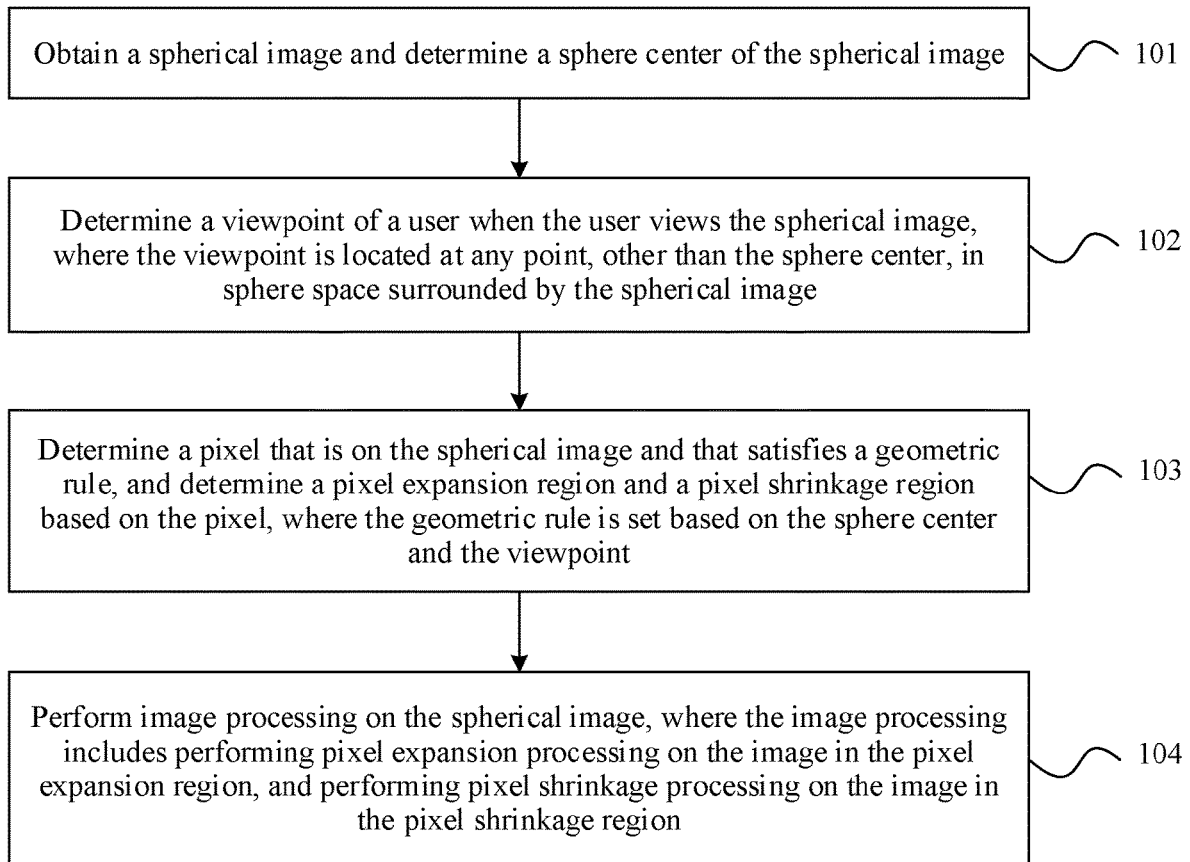 Obtain a spherical image and determine a sphere center of the spherical image
101
Determine a viewpoint of a user when the user views the spherical image,
where the viewpoint is located at any point, other than the sphere center, in
sphere space surrounded by the spherical image
102
Determine a pixel that is on the spherical image and that satisfies a geometric
rule, and determine a pixel expansion region and a pixel shrinkage region
based on the pixel, where the geometric rule is set based on the sphere center
and the viewpoint
103
Perform image processing on the spherical image, where the image processing
includes performing pixel expansion processing on the image in the pixel
expansion region, and performing pixel shrinkage processing on the image in
the pixel shrinkage region
104